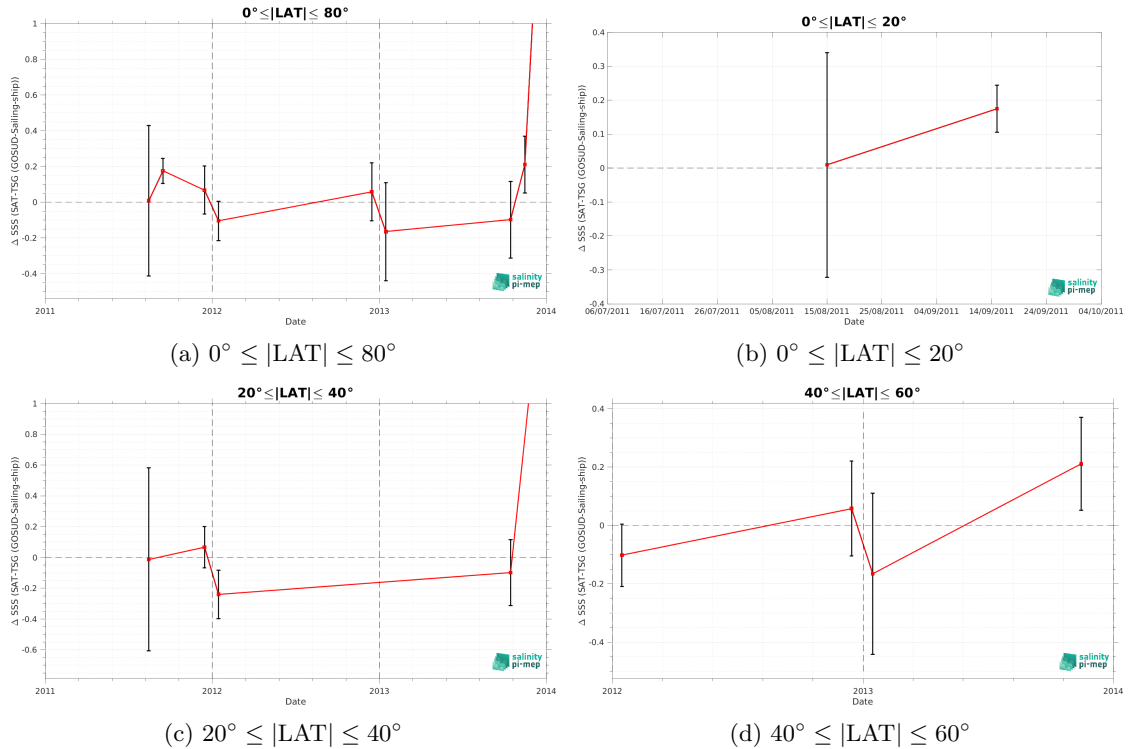 0°≤|LAT|≤ 80°
Δ SSS (SAT-TSG (GOSUD-Sailing-ship))
1
0.8
0.6
0.4
0.2
0
-0.2
-0.4
salinity
pi-mep
2011 2012 2013 2014
Date
(a) 0° ≤ |LAT| ≤ 80°
0°≤|LAT|≤ 20°
Δ SSS (SAT-TSG (GOSUD-Sailing-ship))
0.4
0.3
0.2
0.1
0
-0.1
-0.2
-0.3
-0.4
salinity
pi-mep
06/07/2011 16/07/2011 26/07/2011 05/08/2011 15/08/2011 25/08/2011 04/09/2011 14/09/2011 24/09/2011 04/10/2011
Date
(b) 0° ≤ |LAT| ≤ 20°
20°≤|LAT|≤ 40°
Δ SSS (SAT-TSG (GOSUD-Sailing-ship))
1
0.8
0.6
0.4
0.2
0
-0.2
-0.4
-0.6
salinity
pi-mep
2011 2012 2013 2014
Date
(c) 20° ≤ |LAT| ≤ 40°
40°≤|LAT|≤ 60°
Δ SSS (SAT-TSG (GOSUD-Sailing-ship))
0.4
0.2
0
-0.2
-0.4
salinity
pi-mep
2012 2013 2014
Date
(d) 40° ≤ |LAT| ≤ 60°